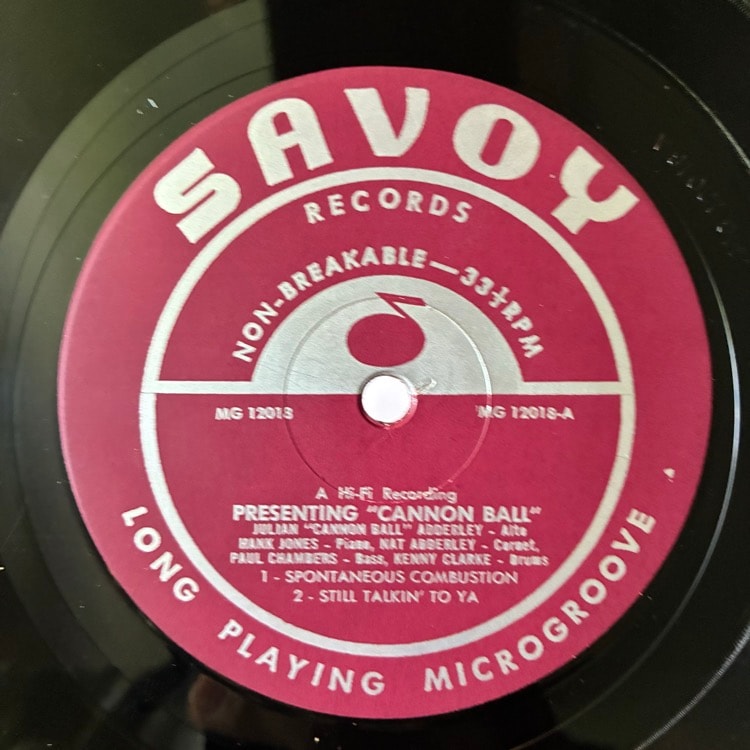 SAVOY
RECORDS
NON-BREAKABLE—33⅓RPM
MG 12018
MG 12018-A
A Hi-Fi Recording
PRESENTING "CANNON BALL"
JULIAN "CANNON BALL" ADDERLEY - Alto
HANK JONES - Piano, NAT ADDERLEY - Cornet,
PAUL CHAMBERS - Bass, KENNY CLARKE - Drums
1 - SPONTANEOUS COMBUSTION
2 - STILL TALKIN' TO YA
LONG PLAYING MICROGROOVE